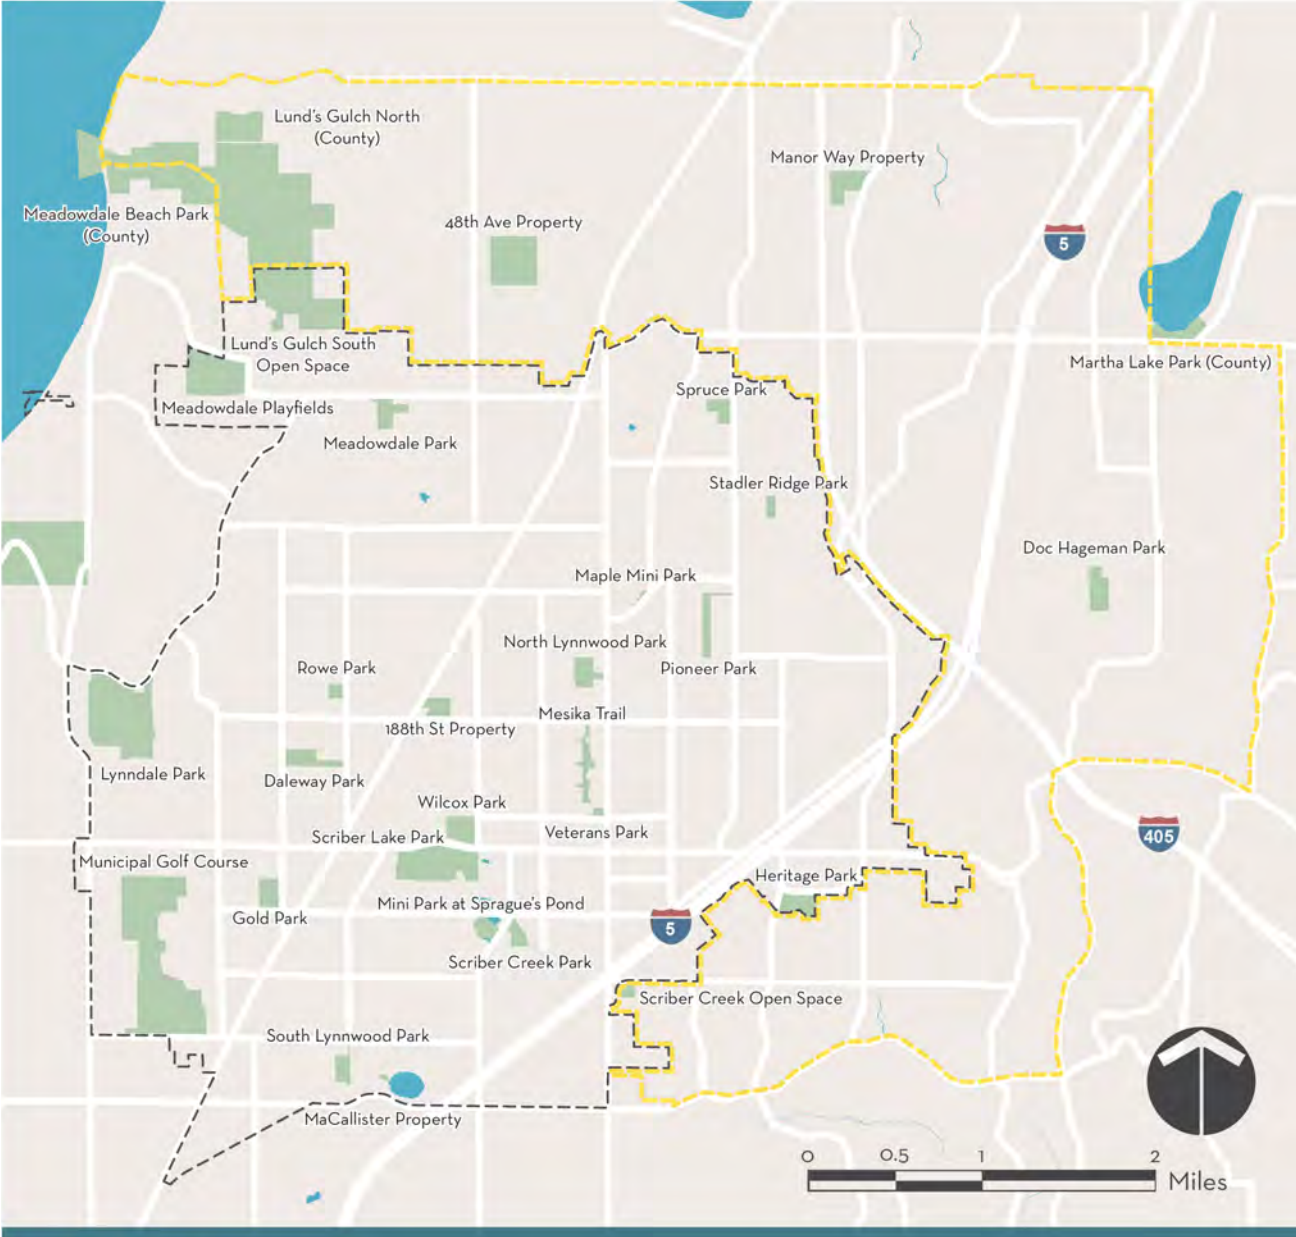 Lund's Gulch North
(County)
Manor Way Property
Meadowdale Beach Park
(County)
48th Ave Property
5
Lund's Gulch South
Open Space
Martha Lake Park (County)
Spruce Park
Meadowdale Playfields
Meadowdale Park
Stadler Ridge Park
Doc Hageman Park
Maple Mini Park
North Lynnwood Park
Rowe Park
Pioneer Park
Mesika Trail
188th St Property
Lynndale Park
Daleway Park
Wilcox Park
Scriber Lake Park
Veterans Park
405
Municipal Golf Course
Heritage Park
Gold Park
Mini Park at Sprague's Pond
5
Scriber Creek Park
Scriber Creek Open Space
South Lynnwood Park
MaCallister Property
0 0.5 1 2
Miles